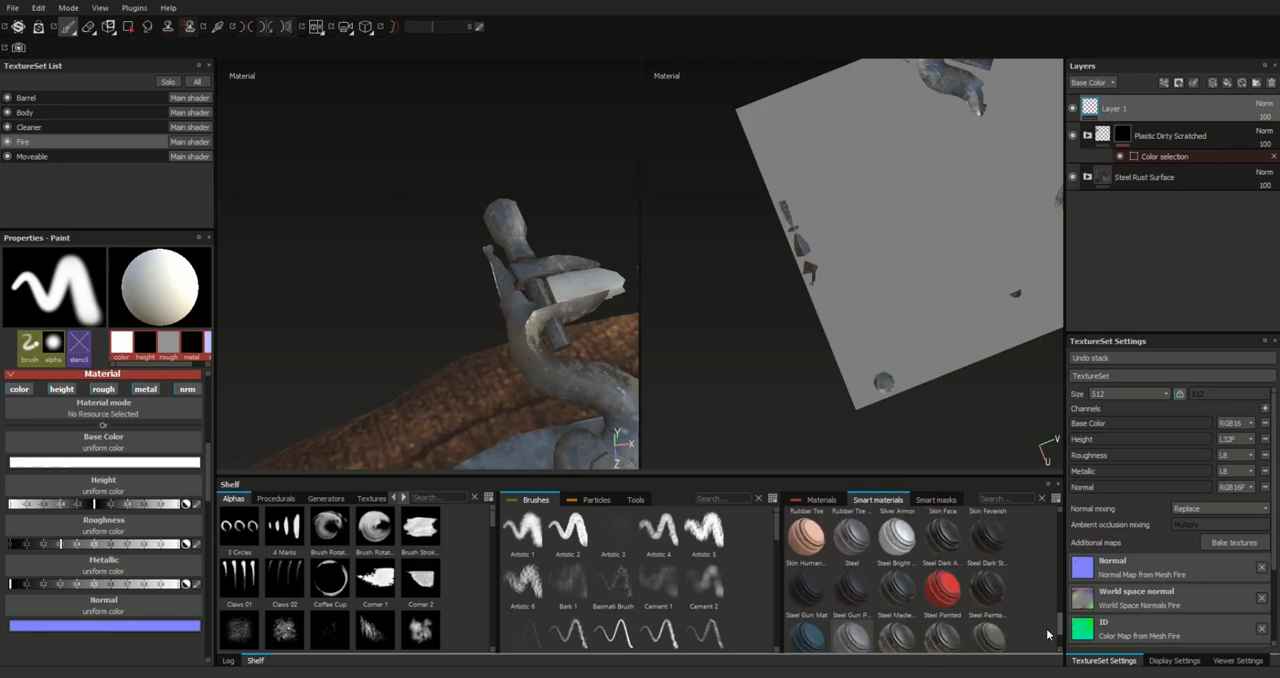 File Edit Mode View Plugins Help
8
TextureSet List
Solo All
Barrel Main shader
Body Main shader
Cleaner Main shader
Fire Main shader
Moveable Main shader
Properties - Paint
brush alpha stencil color height rough metal
Material
color height rough metal nrm
Material mode
No Resource Selected
Or
Base Color
uniform color
Height
uniform color
Roughness
uniform color
Metallic
uniform color
Normal
uniform color
Material
Y
X
Z
Material
V
U
Shelf
Alphas Procedurals Generators Textures Search...
3 Circles 4 Marks Brush Rotat... Brush Rotat... Brush Strok...
Claws 01 Claws 02 Coffee Cup Corner 1 Corner 2
Brushes Particles Tools Search...
Artistic 1 Artistic 2 Artistic 3 Artistic 4 Artistic 5
Artistic 6 Bark 1 Basmati Brush Cement 1 Cement 2
Materials Smart materials Smart masks Search...
Rubber Tire Rubber Tire ... Silver Armor Skin Face Skin Feverish
Skin Human... Steel Steel Bright ... Steel Dark A... Steel Dark St...
Steel Gun Mat Steel Gun P... Steel Medie... Steel Painted Steel Painte...
Log Shelf
Layers
Base Color
Layer 1 Norm
100
Plastic Dirty Scratched Norm
100
Color selection
Steel Rust Surface Norm
100
TextureSet Settings
Undo stack
TextureSet
Size 512 512
Channels
Base Color RGB16
Height L32F
Roughness L8
Metallic L8
Normal RGB16F
Normal mixing Replace
Ambient occlusion mixing Multiply
Additional maps Bake textures
Normal
Normal Map from Mesh Fire
World space normal
World Space Normals Fire
ID
Color Map from Mesh Fire
TextureSet Settings Display Settings Viewer Settings